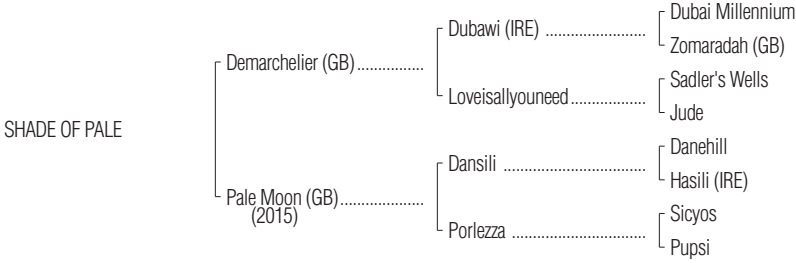 Dubai Millennium
Dubawi (IRE) ........................
Zomaradah (GB)
Demarchelier (GB)................
Sadler's Wells
Loveisallyouneed..................
Jude
SHADE OF PALE
Danehill
Dansili ..................................
Hasili (IRE)
Pale Moon (GB)....................
(2015)
Sicyos
Porlezza ................................
Pupsi